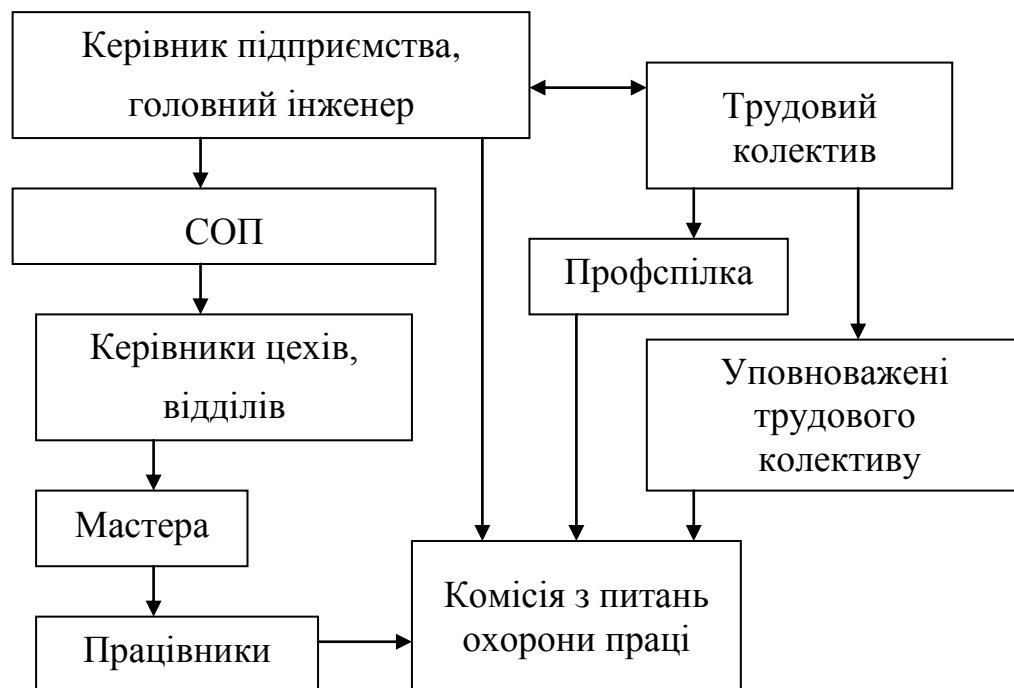 Керівник підприємства,
головний інженер
Трудовий
колектив
СОП
Профспілка
Керівники цехів,
відділів
Уповноважені
трудового
колективу
Мастера
Комісія з питань
охорони праці
Працівники